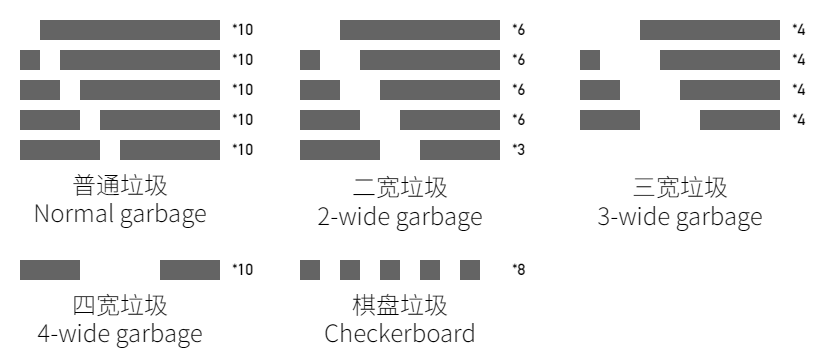 *10
*10
*10
*10
*10
普通垃圾
Normal garbage
*6
*6
*6
*6
*3
二宽垃圾
2-wide garbage
*4
*4
*4
*4
三宽垃圾
3-wide garbage
*10
四宽垃圾
4-wide garbage
*8
棋盘垃圾
Checkerboard